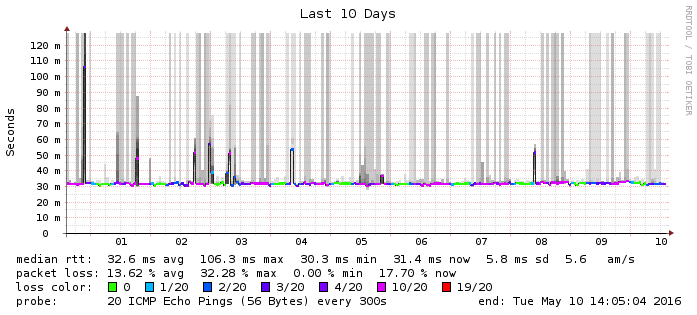 Last 10 Days
RRDTOOL / TOBI OETIKER
Seconds
120 m
110 m
100 m
90 m
80 m
70 m
60 m
50 m
40 m
30 m
20 m
10 m
0
01 02 03 04 05 06 07 08 09 10
median rtt: 32.6 ms avg 106.3 ms max 30.3 ms min 31.4 ms now 5.8 ms sd 5.6 am/s
packet loss: 13.62 % avg 32.28 % max 0.00 % min 17.70 % now
loss color: 0 1/20 2/20 3/20 4/20 10/20 19/20
probe: 20 ICMP Echo Pings (56 Bytes) every 300s end: Tue May 10 14:05:04 2016